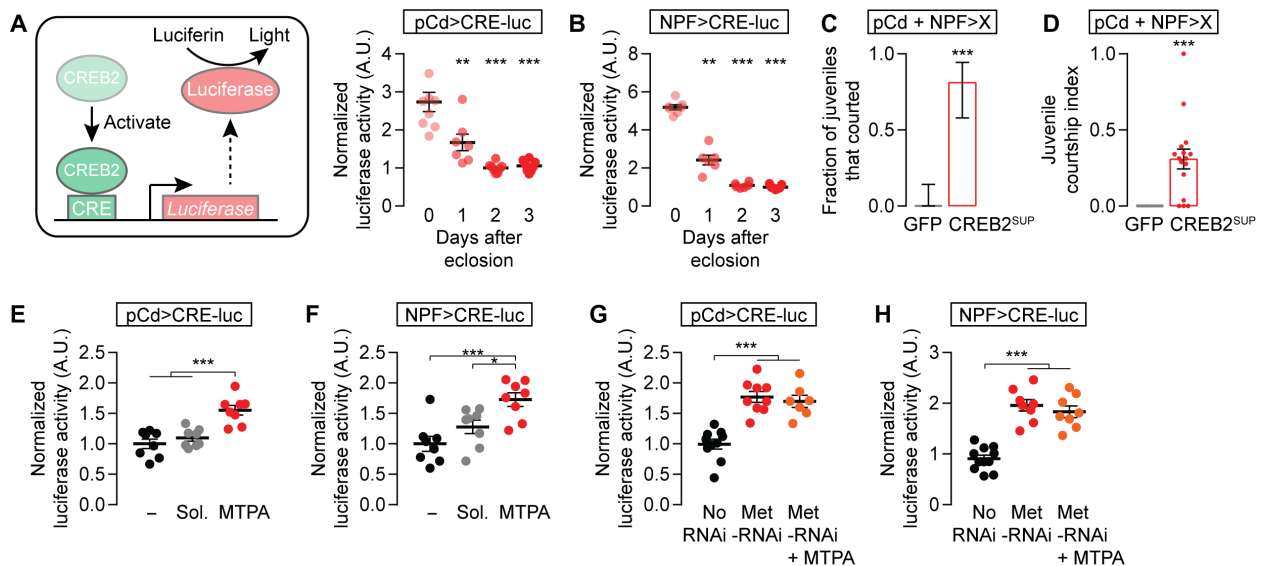 A
Luciferin
Light
CREB2
Luciferase
Activate
CREB2
CRE
Luciferase
pCd>CRE-luc
Normalized
luciferase activity (A.U.)
4
3
2
1
0
**
***
***
0
1
2
3
Days after
eclosion
B
NPF>CRE-luc
Normalized
luciferase activity (A.U.)
8
6
4
2
0
**
***
***
0
1
2
3
Days after
eclosion
C
pCd + NPF>X
Fraction of juveniles
that courted
1.0
0.5
0.0
***
GFP
CREB2SUP
D
pCd + NPF>X
Juvenile
courtship index
1.0
0.5
0.0
***
GFP
CREB2SUP
E
pCd>CRE-luc
Normalized
luciferase activity (A.U.)
2.5
2.0
1.5
1.0
0.5
0.0
***
–
Sol.
MTPA
F
NPF>CRE-luc
Normalized
luciferase activity (A.U.)
2.5
2.0
1.5
1.0
0.5
0.0
***
*
–
Sol.
MTPA
G
pCd>CRE-luc
Normalized
luciferase activity (A.U.)
2.5
2.0
1.5
1.0
0.5
0.0
***
No
RNAi
Met
-RNAi
Met
-RNAi
+ MTPA
H
NPF>CRE-luc
Normalized
luciferase activity (A.U.)
3
2
1
0
***
No
RNAi
Met
-RNAi
Met
-RNAi
+ MTPA